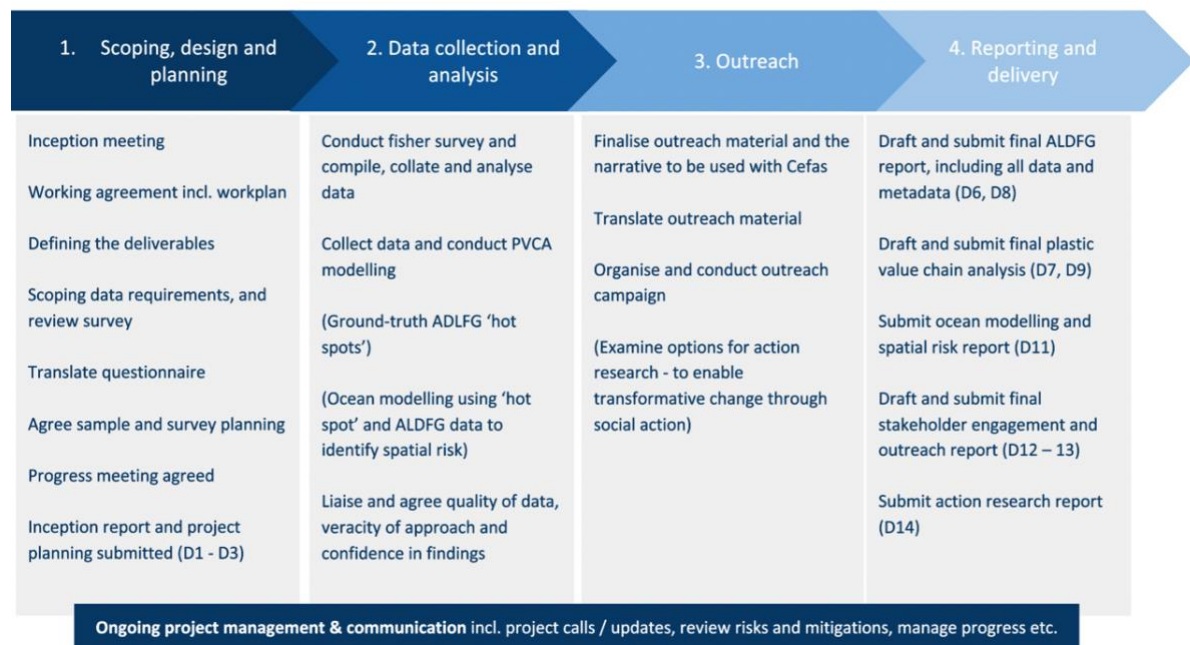 1. Scoping, design and
planning
2. Data collection and
analysis
3. Outreach
4. Reporting and
delivery
Inception meeting
Working agreement incl. workplan
Defining the deliverables
Scoping data requirements, and
review survey
Translate questionnaire
Agree sample and survey planning
Progress meeting agreed
Inception report and project
planning submitted (D1 - D3)
Conduct fisher survey and
compile, collate and analyse
data
Collect data and conduct PVCA
modelling
(Ground-truth ADLFG ‘hot
spots’)
(Ocean modelling using ‘hot
spot’ and ALDFG data to
identify spatial risk)
Liaise and agree quality of data,
veracity of approach and
confidence in findings
Finalise outreach material and the
narrative to be used with Cefas
Translate outreach material
Organise and conduct outreach
campaign
(Examine options for action
research - to enable
transformative change through
social action)
Draft and submit final ALDFG
report, including all data and
metadata (D6, D8)
Draft and submit final plastic
value chain analysis (D7, D9)
Submit ocean modelling and
spatial risk report (D11)
Draft and submit final
stakeholder engagement and
outreach report (D12 – 13)
Submit action research report
(D14)
Ongoing project management & communication incl. project calls / updates, review risks and mitigations, manage progress etc.